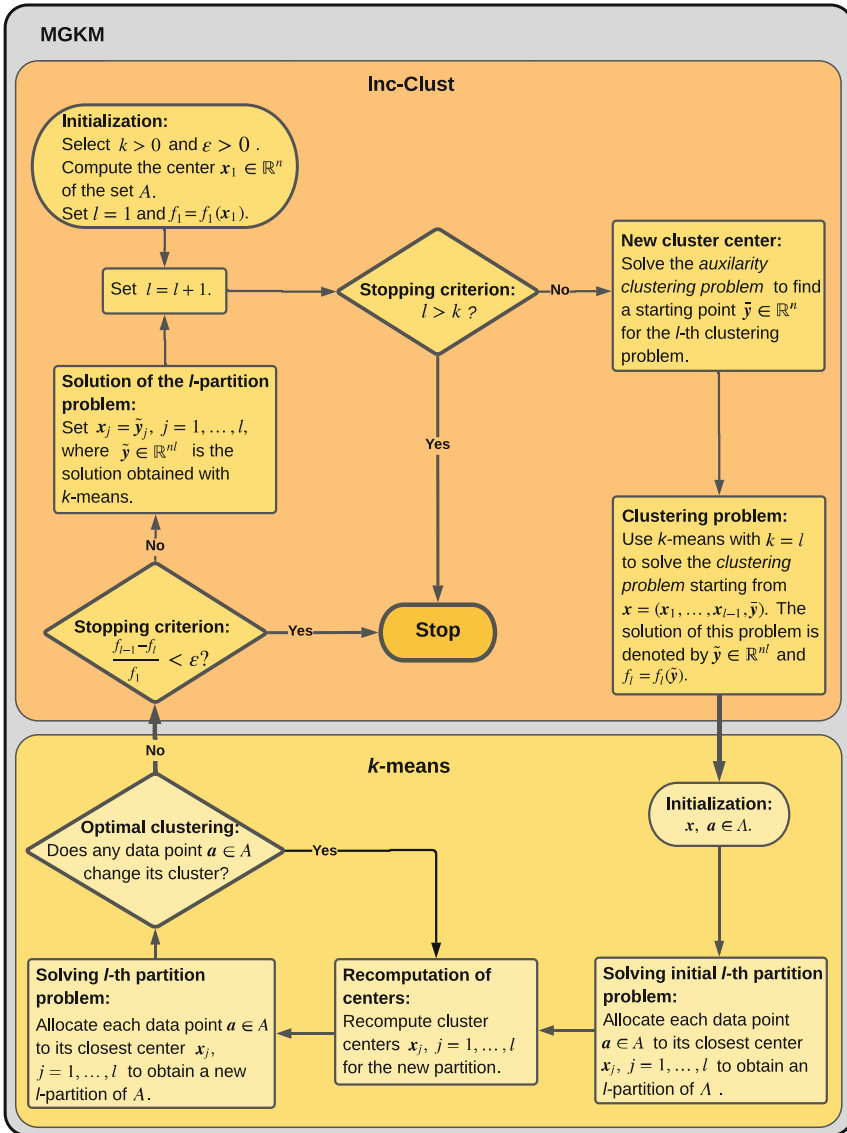 MGKM
Inc-Clust
Initialization:
Select k > 0 and ε > 0 .
Compute the center x₁ ∈ ℝⁿ
of the set A.
Set l = 1 and f₁ = f₁(x₁).
Set l = l + 1.
Stopping criterion:
l > k ?
No
New cluster center:
Solve the auxilarity
clustering problem to find
a starting point ȳ ∈ ℝⁿ
for the l-th clustering
problem.
Yes
Solution of the l-partition
problem:
Set xⱼ = ỹⱼ, j = 1, … , l,
where ỹ ∈ ℝⁿˡ is the
solution obtained with
k-means.
No
Clustering problem:
Use k-means with k = l
to solve the clustering
problem starting from
x = (x₁, … , xₗ₋₁, ȳ). The
solution of this problem is
denoted by ỹ ∈ ℝⁿˡ and
fₗ = fₗ(ỹ).
Stopping criterion:
fₗ₋₁−fₗ
f₁
< ε?
Yes
Stop
No
k-means
Initialization:
x, a ∈ Λ.
Optimal clustering:
Does any data point a ∈ A
change its cluster?
Yes
Solving l-th partition
problem:
Allocate each data point a ∈ A
to its closest center xⱼ,
j = 1, … , l to obtain a new
l-partition of A.
Recomputation of
centers:
Recompute cluster
centers xⱼ, j = 1, … , l
for the new partition.
Solving initial l-th partition
problem:
Allocate each data point
a ∈ A to its closest center
xⱼ, j = 1, … , l to obtain an
l-partition of Λ .